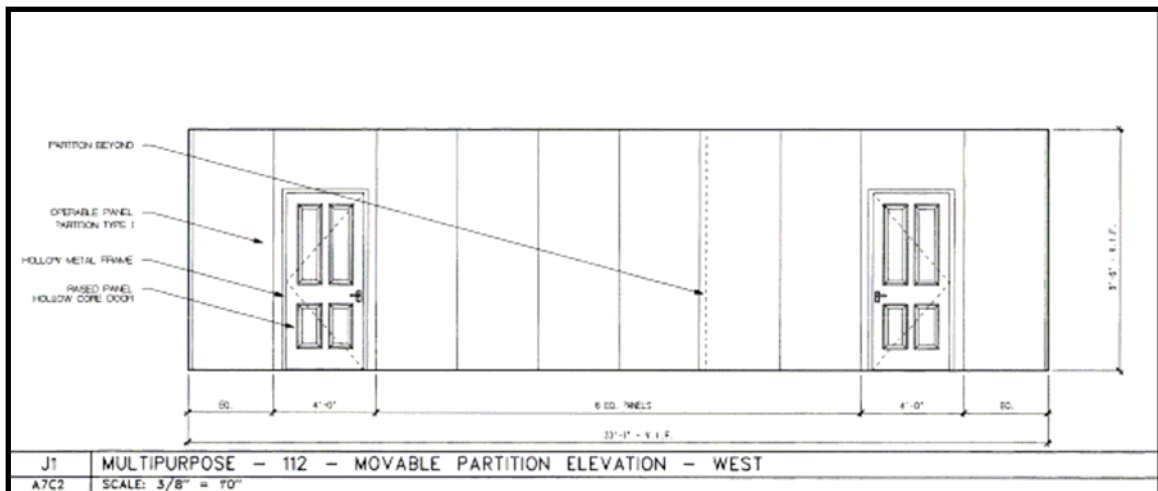 PARTITION BEYOND
OPERABLE PANEL
PARTITION TYPE 1
HOLLOW METAL FRAME
RAISED PANEL
HOLLOW CORE DOOR
V.I.F.
EQ.
4'-0"
6 EQ. PANELS
4'-0"
EQ.
V.I.F.
J1
MULTIPURPOSE - 112 - MOVABLE PARTITION ELEVATION - WEST
A7C2
SCALE: 3/8" = 1'0"